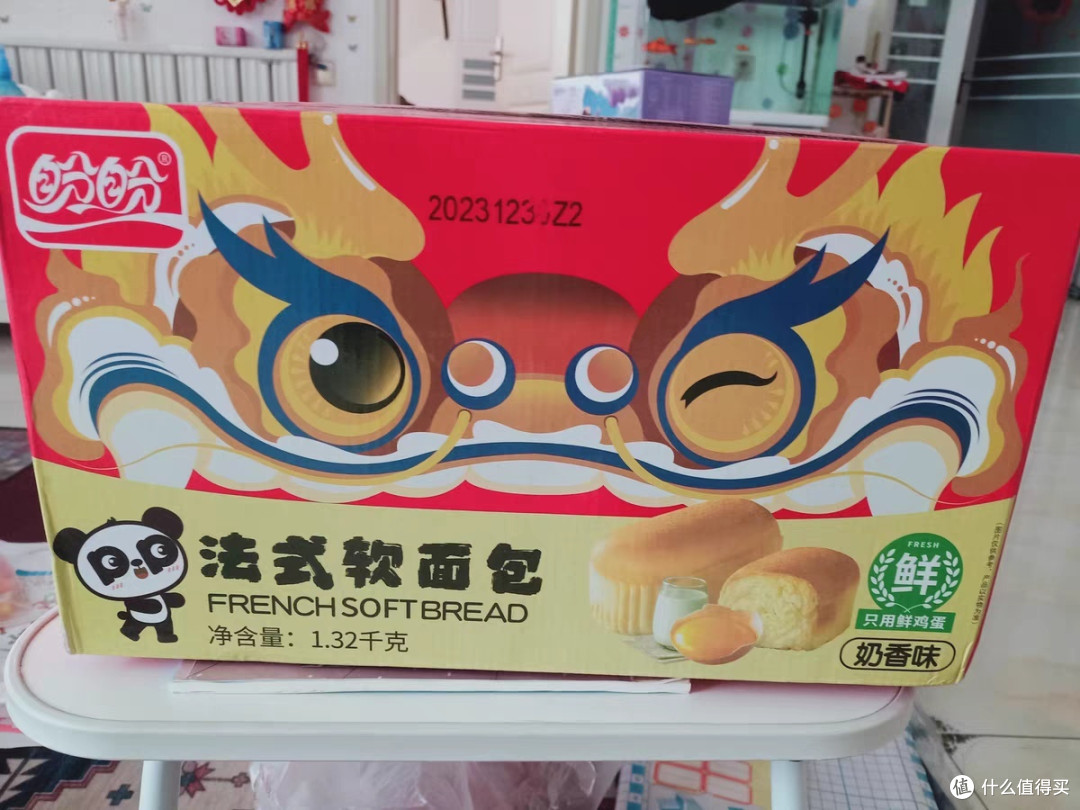 盼盼®
法式软面包
FRENCH SOFT BREAD
净含量：1.32千克
FRESH
鲜
只用鲜鸡蛋
奶香味
值 什么值得买